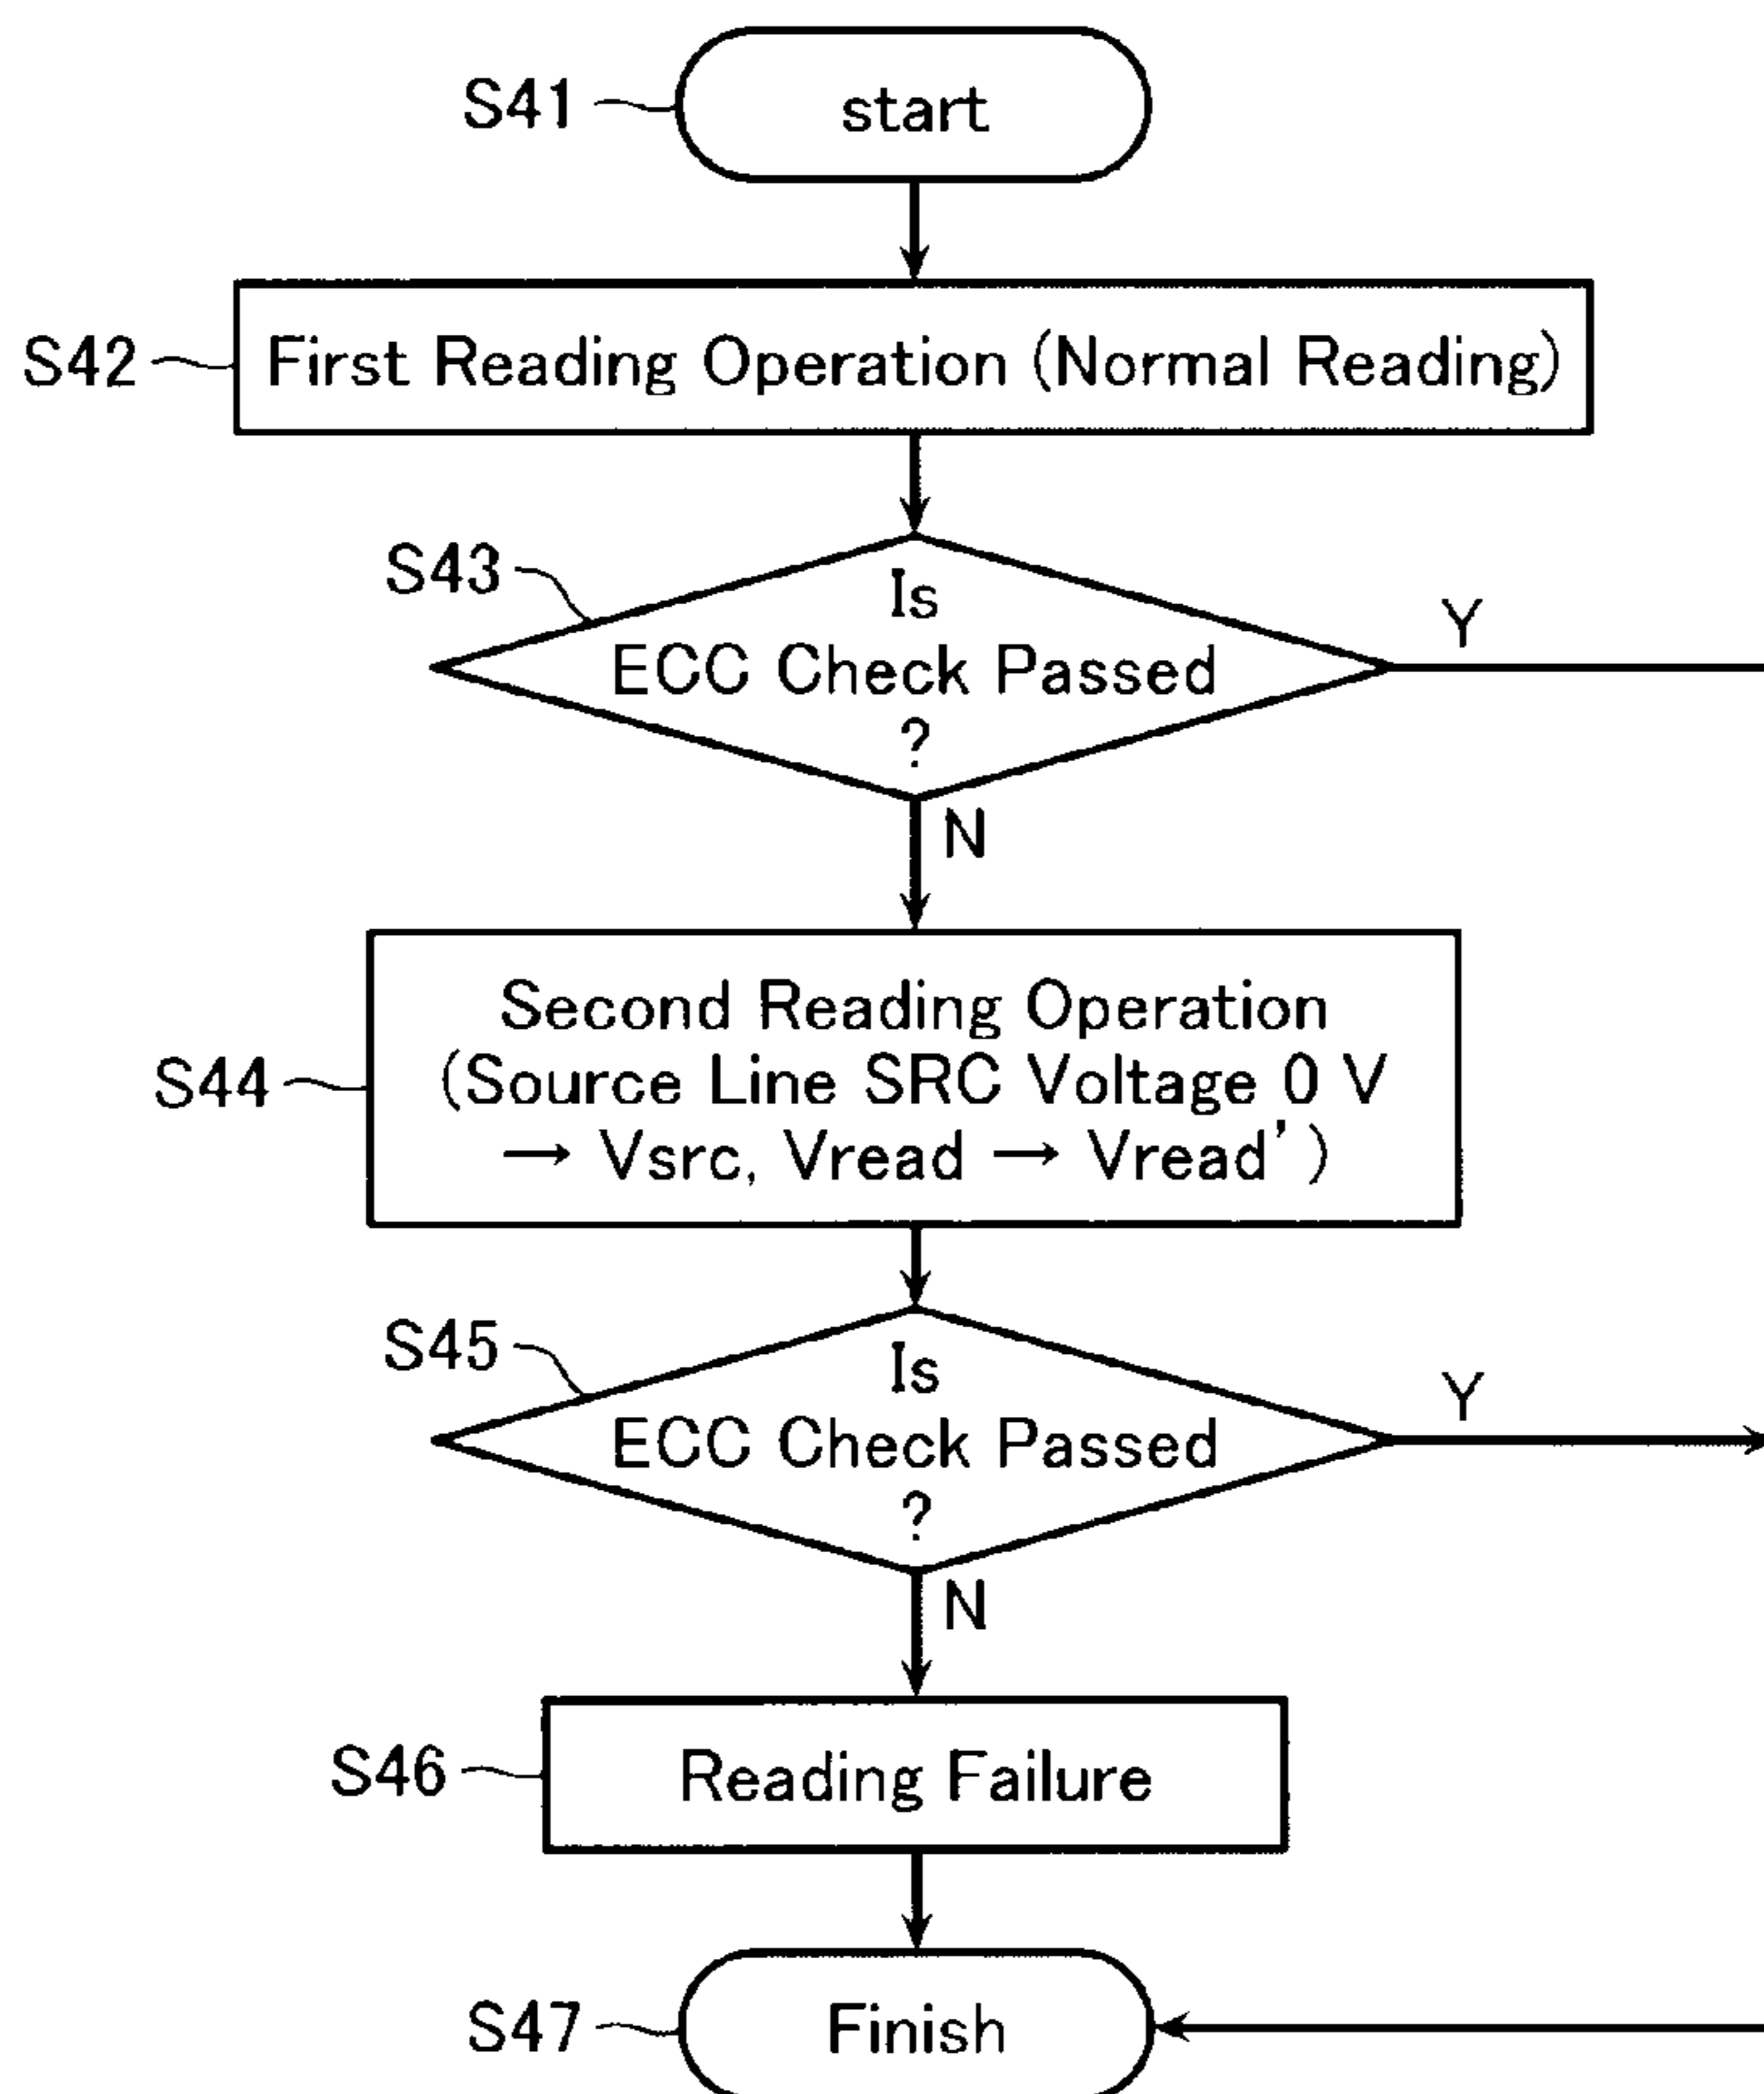 S41
start
S42
First Reading Operation (Normal Reading)
S43
Is
ECC Check Passed
?
Y
N
S44
Second Reading Operation
(Source Line SRC Voltage 0 V
→ Vsrc, Vread → Vread')
S45
Is
ECC Check Passed
?
Y
N
S46
Reading Failure
S47
Finish